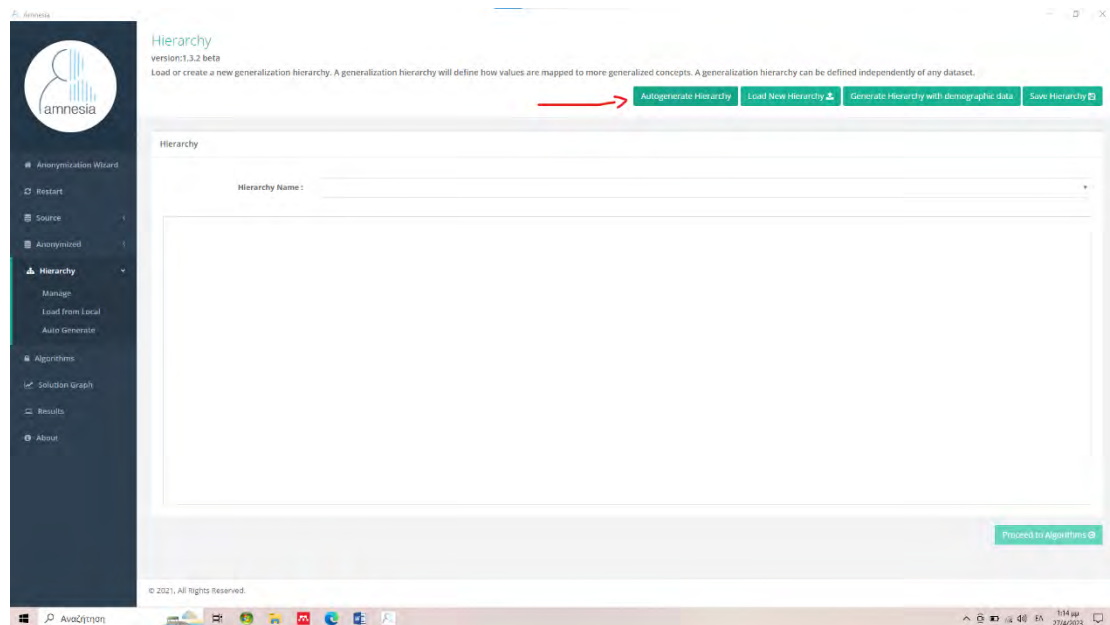 Amnesia
amnesia
Hierarchy
version:1.3.2 beta
Load or create a new generalization hierarchy. A generalization hierarchy will define how values are mapped to more generalized concepts. A generalization hierarchy can be defined independently of any dataset.
Autogenerate Hierarchy
Load New Hierarchy
Generate Hierarchy with demographic data
Save Hierarchy
Anonymization Wizard
Restart
Source
Anonymized
Hierarchy
Manage
Load from Local
Auto Generate
Algorithms
Solution Graph
Results
About
Hierarchy
Hierarchy Name :
Proceed to Algorithms
© 2021, All Rights Reserved.
Αναζήτηση
ΕΛ
1:14 μμ
27/4/2023